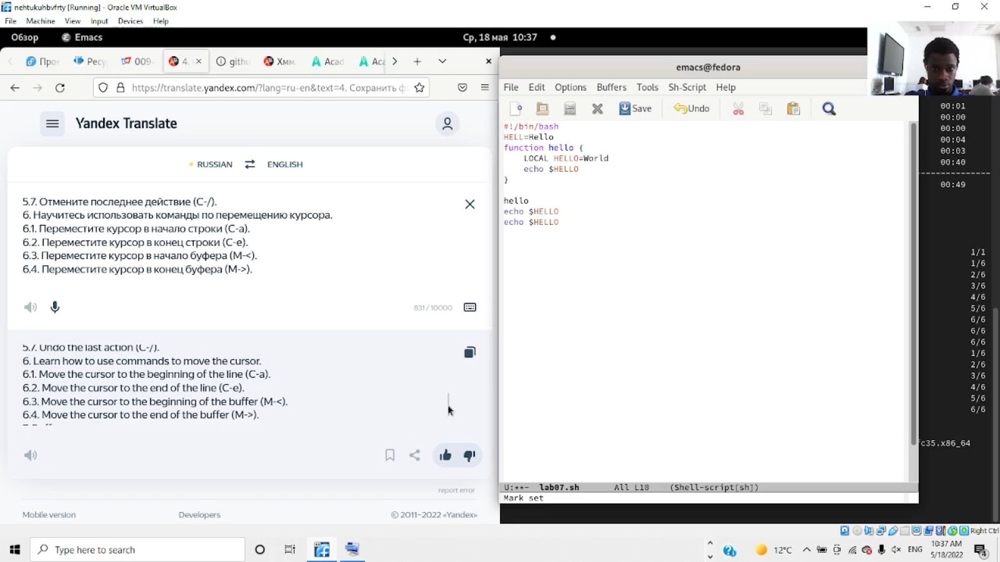 nehtukuhbvfrty [Running] - Oracle VM VirtualBox
File Machine View Input Devices Help
Обзор Emacs Ср, 18 мая 10:37
Прое Ресу 009- 4. githu Хмм. Acad Aca
https://translate.yandex.com/?lang=ru-en&text=4. Сохранить ф
Yandex Translate
RUSSIAN ENGLISH
5.7. Отмените последнее действие (C-/).
6. Научитесь использовать команды по перемещению курсора.
6.1. Переместите курсор в начало строки (C-a).
6.2. Переместите курсор в конец строки (C-e).
6.3. Переместите курсор в начало буфера (M-<).
6.4. Переместите курсор в конец буфера (M->).
831/10000
5.7. Undo the last action (C-/).
6. Learn how to use commands to move the cursor.
6.1. Move the cursor to the beginning of the line (C-a).
6.2. Move the cursor to the end of the line (C-e).
6.3. Move the cursor to the beginning of the buffer (M-<).
6.4. Move the cursor to the end of the buffer (M->).
report error
Mobile version Developers © 2011–2022 «Yandex»
emacs@fedora
File Edit Options Buffers Tools Sh-Script Help
Save Undo
#!/bin/bash
HELL=Hello
function hello {
LOCAL HELLO=World
echo $HELLO
}
hello
echo $HELLO
echo $HELLO
U:**- lab07.sh All L10 (Shell-script[sh])
Mark set
00:01
00:00
00:00
00:04
00:03
00:40
00:49
1/1
1/6
2/6
3/6
4/6
5/6
6/6
6/6
6/6
1/6
2/6
3/6
4/6
5/6
6/6
fc35.x86_64
Right Ctrl
Type here to search
12°C ENG
10:37 AM
5/18/2022
4